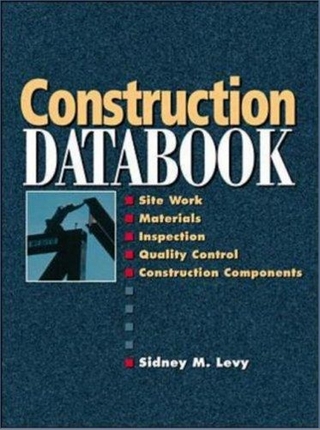 Construction
DATABOOK
Site Work
Materials
Inspection
Quality Control
Construction Components
Sidney M. Levy